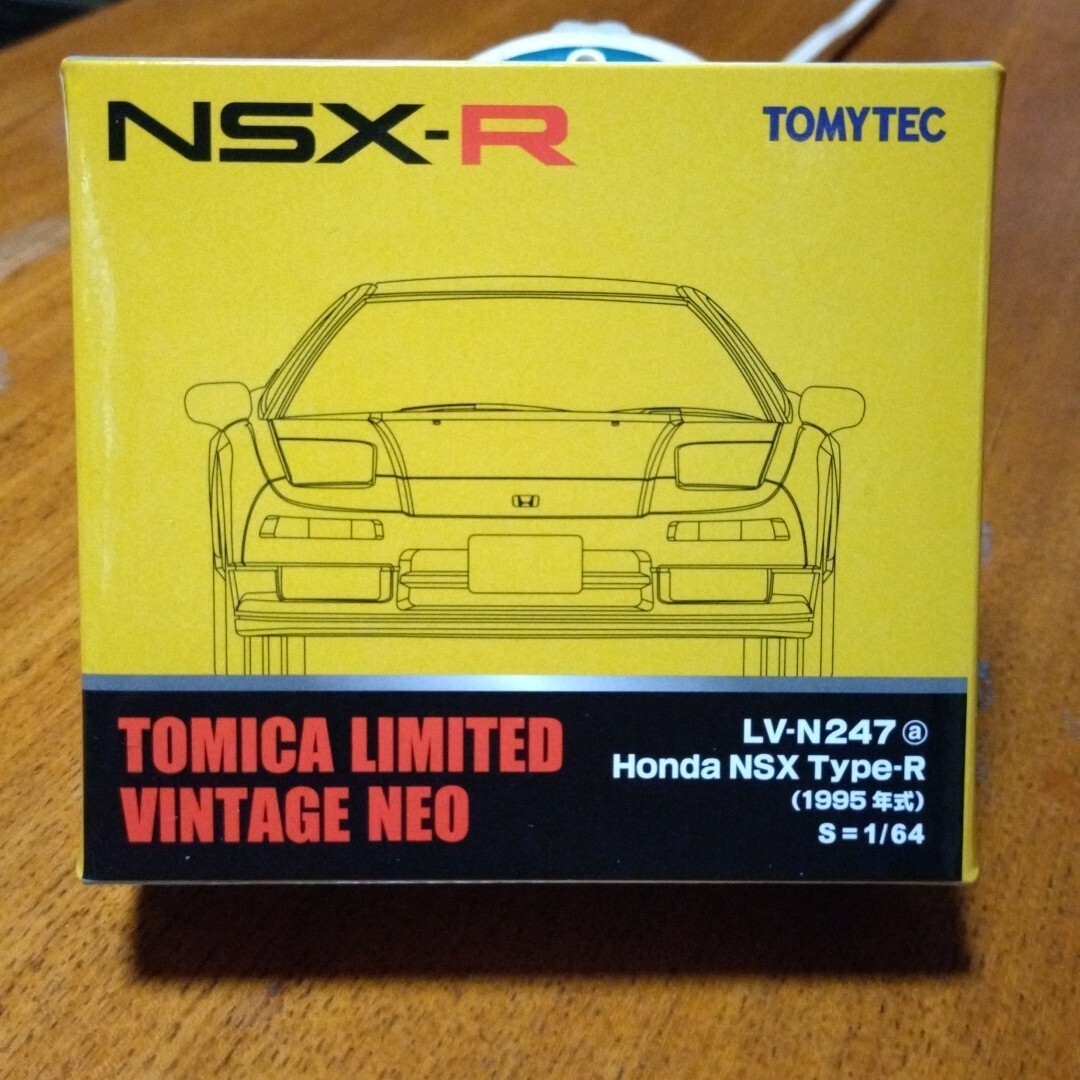 NSX-R
TOMYTEC
TOMICA LIMITED
VINTAGE NEO
LV-N247 ⓐ
Honda NSX Type-R
(1995 年式)
S=1/64